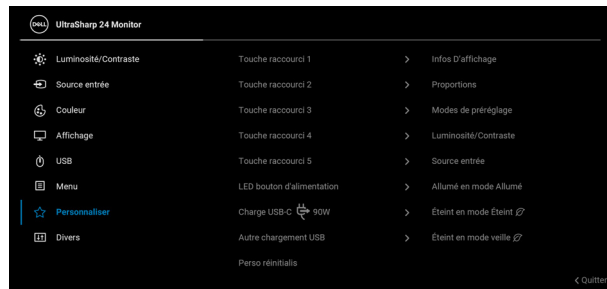 DELL UltraSharp 24 Monitor
Luminosité/Contraste Touche raccourci 1 > Infos D'affichage
Source entrée Touche raccourci 2 > Proportions
Couleur Touche raccourci 3 > Modes de préréglage
Affichage Touche raccourci 4 > Luminosité/Contraste
USB Touche raccourci 5 > Source entrée
Menu LED bouton d'alimentation > Allumé en mode Allumé
Personnaliser Charge USB-C 90W > Éteint en mode Éteint
Divers Autre chargement USB > Éteint en mode veille
Perso réinitialis
< Quitter